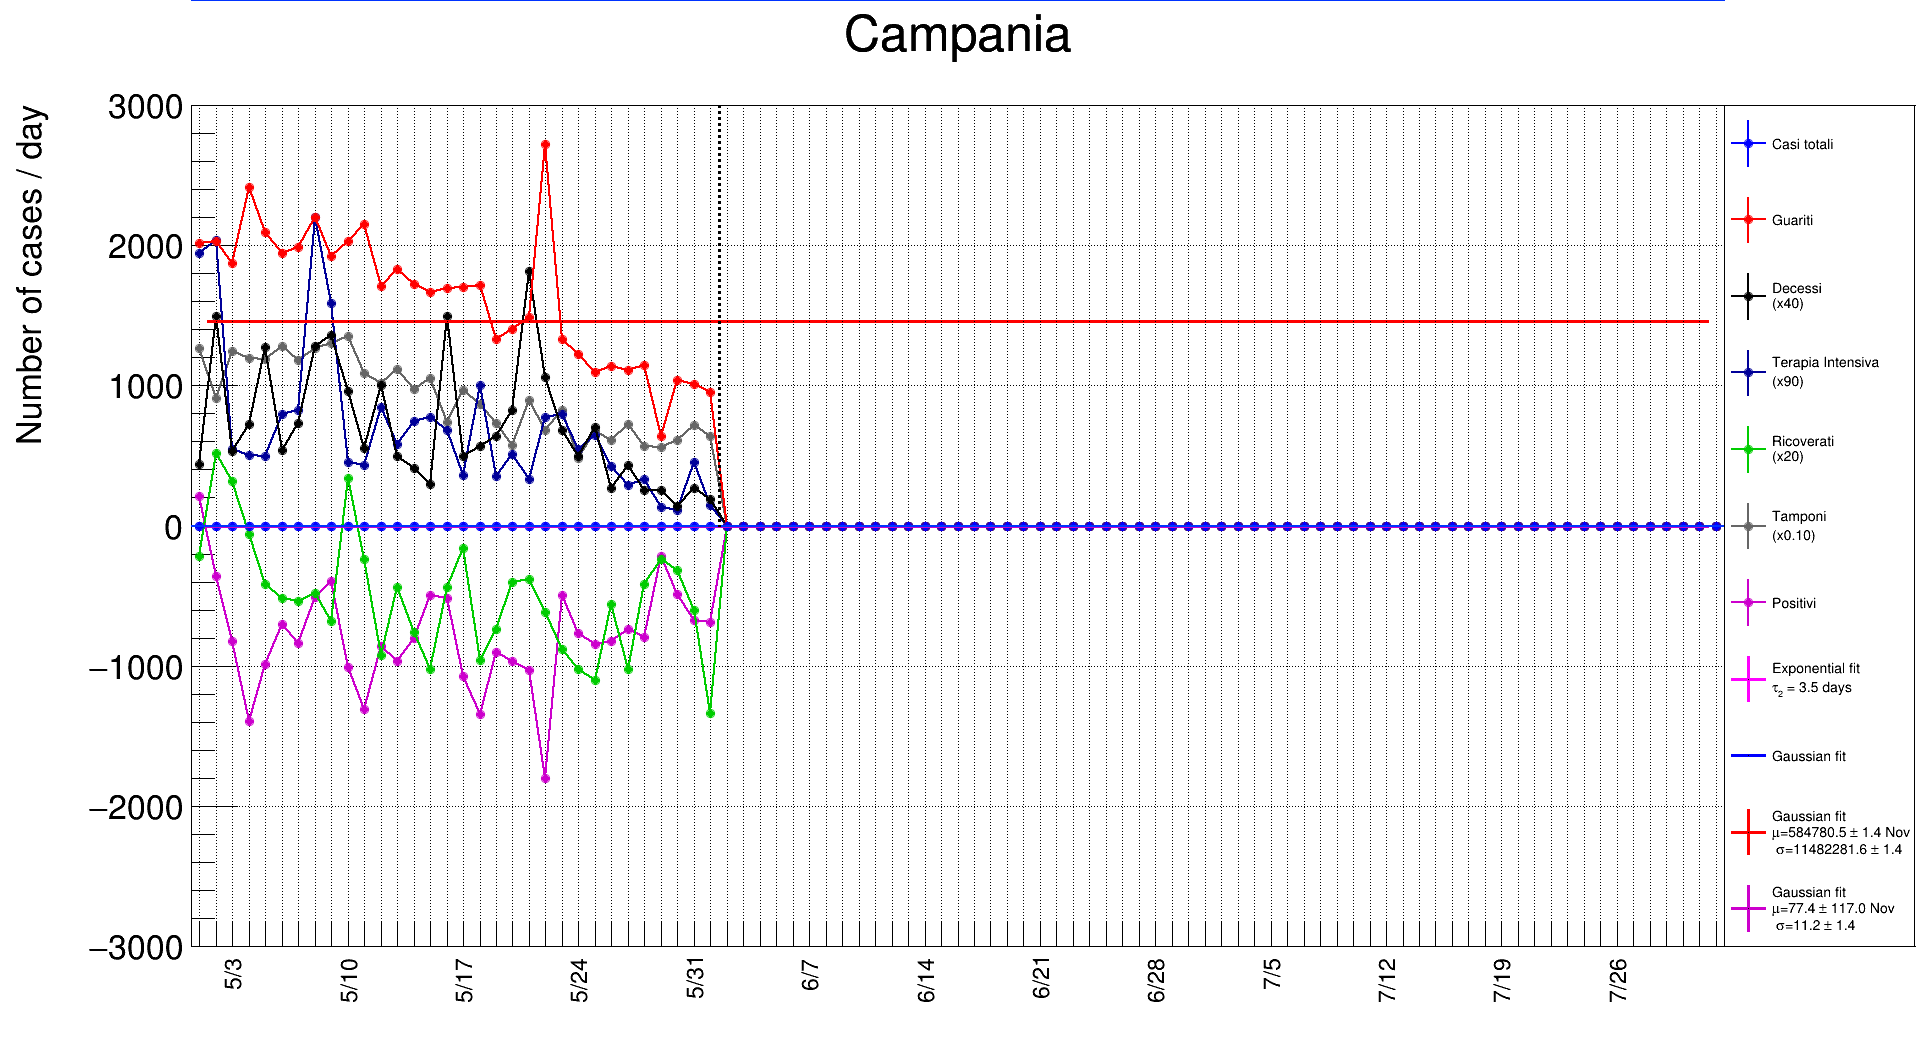 Campania
Number of cases / day
3000
2000
1000
0
−1000
−2000
−3000
5/3
5/10
5/17
5/24
5/31
6/7
6/14
6/21
6/28
7/5
7/12
7/19
7/26
Casi totali
Guariti
Decessi
(x40)
Terapia Intensiva
(x90)
Ricoverati
(x20)
Tamponi
(x0.10)
Positivi
Exponential fit
τ2 = 3.5 days
Gaussian fit
Gaussian fit
μ=584780.5 ± 1.4 Nov
σ=11482281.6 ± 1.4
Gaussian fit
μ=77.4 ± 117.0 Nov
σ=11.2 ± 1.4